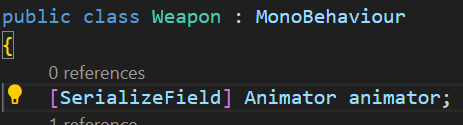 public class Weapon : MonoBehaviour
{
0 references
[SerializeField] Animator animator;
1 reference